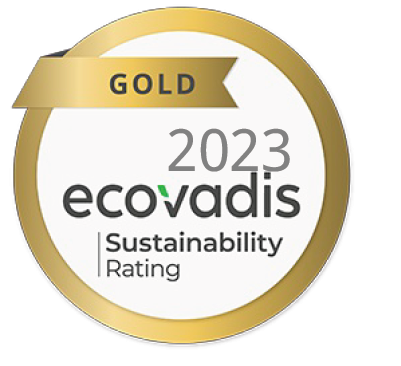 GOLD
2023
ecovadis
Sustainability
Rating